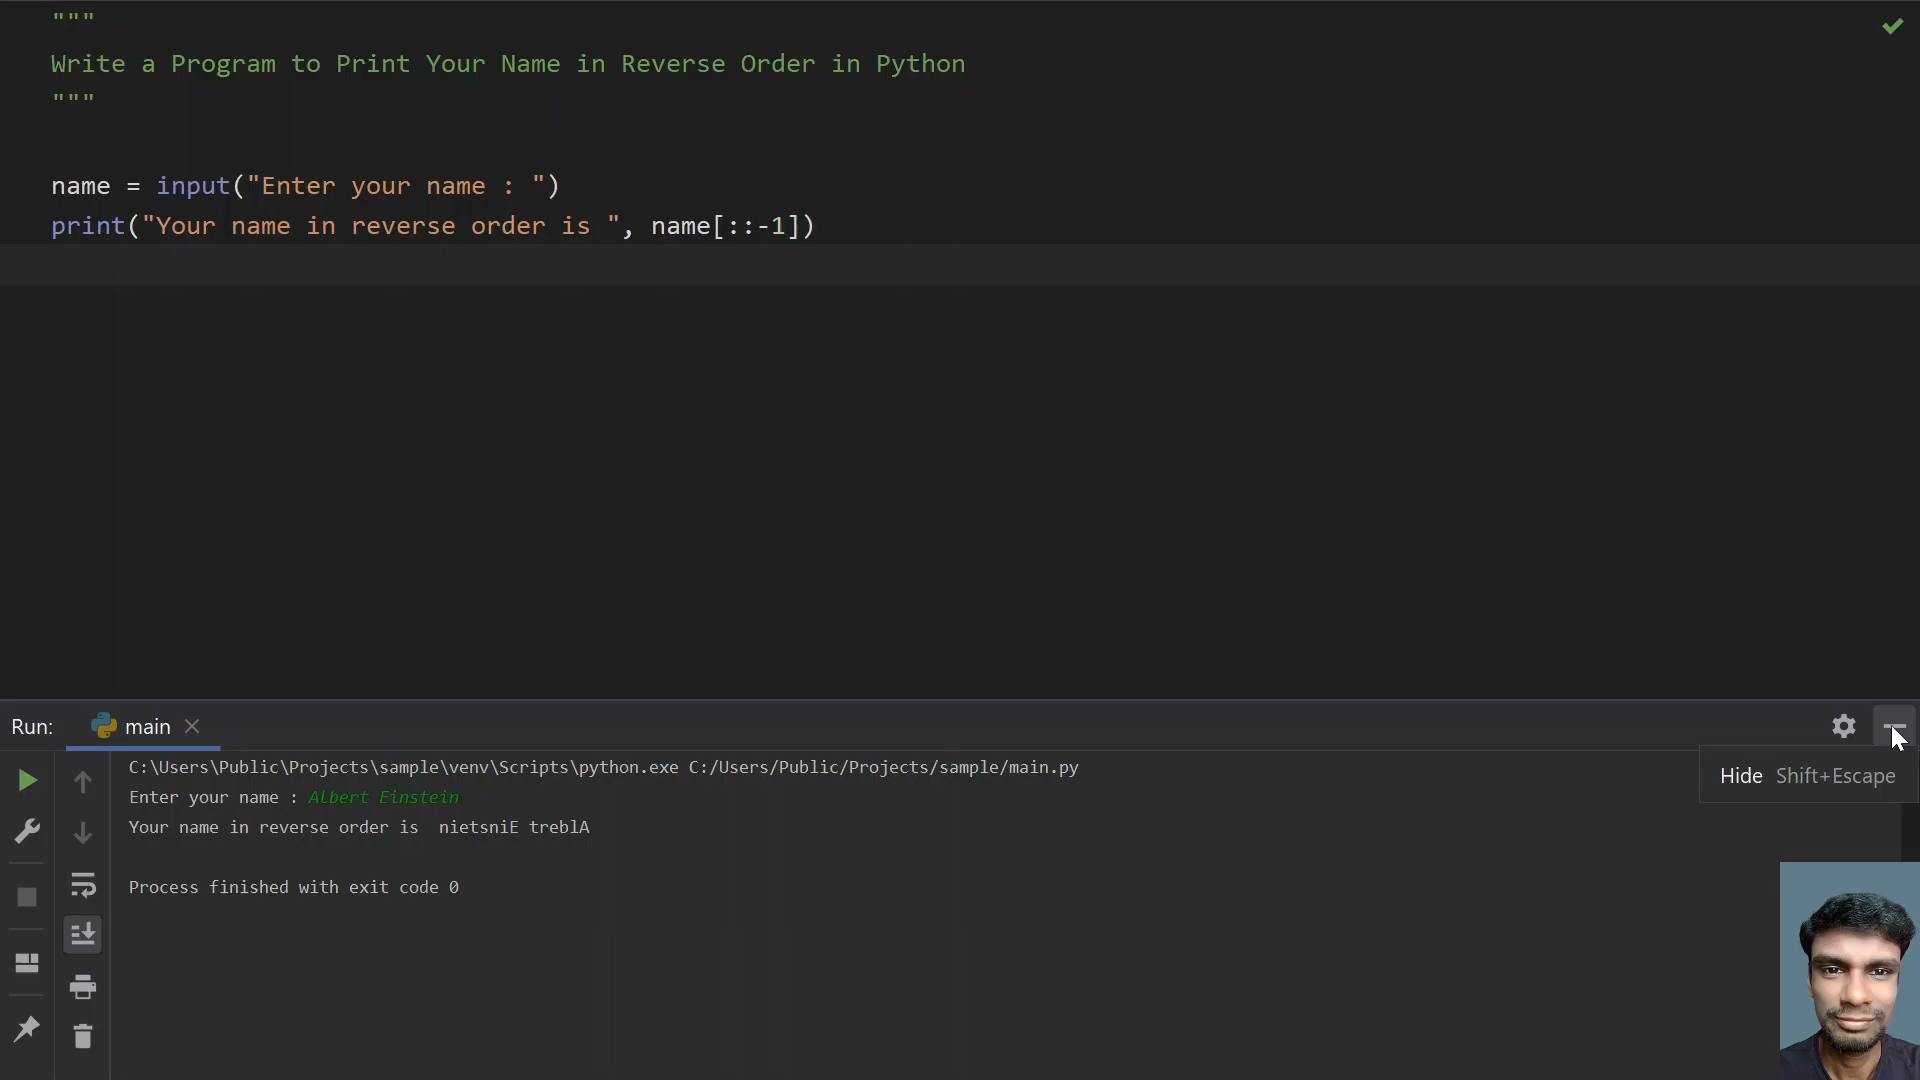 """
Write a Program to Print Your Name in Reverse Order in Python
"""
name = input("Enter your name : ")
print("Your name in reverse order is ", name[::-1])
Run: main
C:\Users\Public\Projects\sample\venv\Scripts\python.exe C:/Users/Public/Projects/sample/main.py
Hide Shift+Escape
Enter your name : Albert Einstein
Your name in reverse order is  nietsniE treblA
Process finished with exit code 0